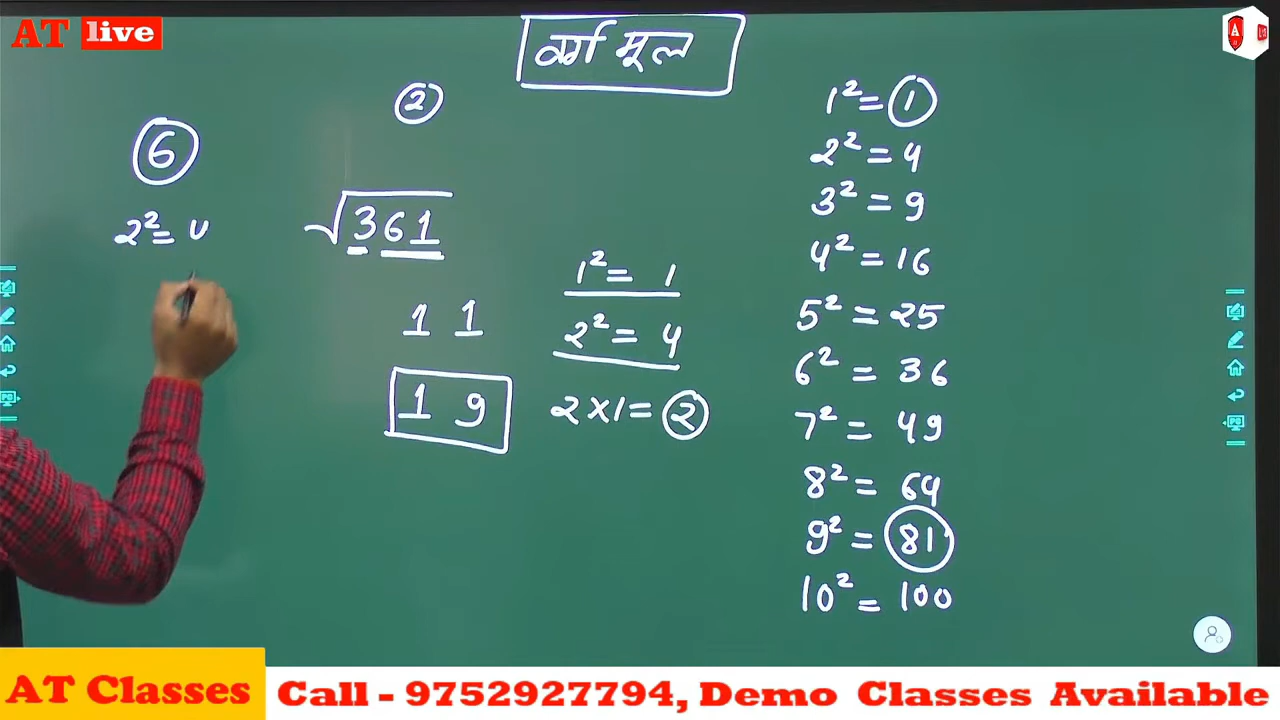 AT live
वर्ग मूल
2
6
2² =
√361
1 1
1 9
1² = 1
2² = 4
2 × 1 = 2
1² = 1
2² = 4
3² = 9
4² = 16
5² = 25
6² = 36
7² = 49
8² = 64
9² = 81
10² = 100
AT Classes
Call - 9752927794, Demo Classes Available